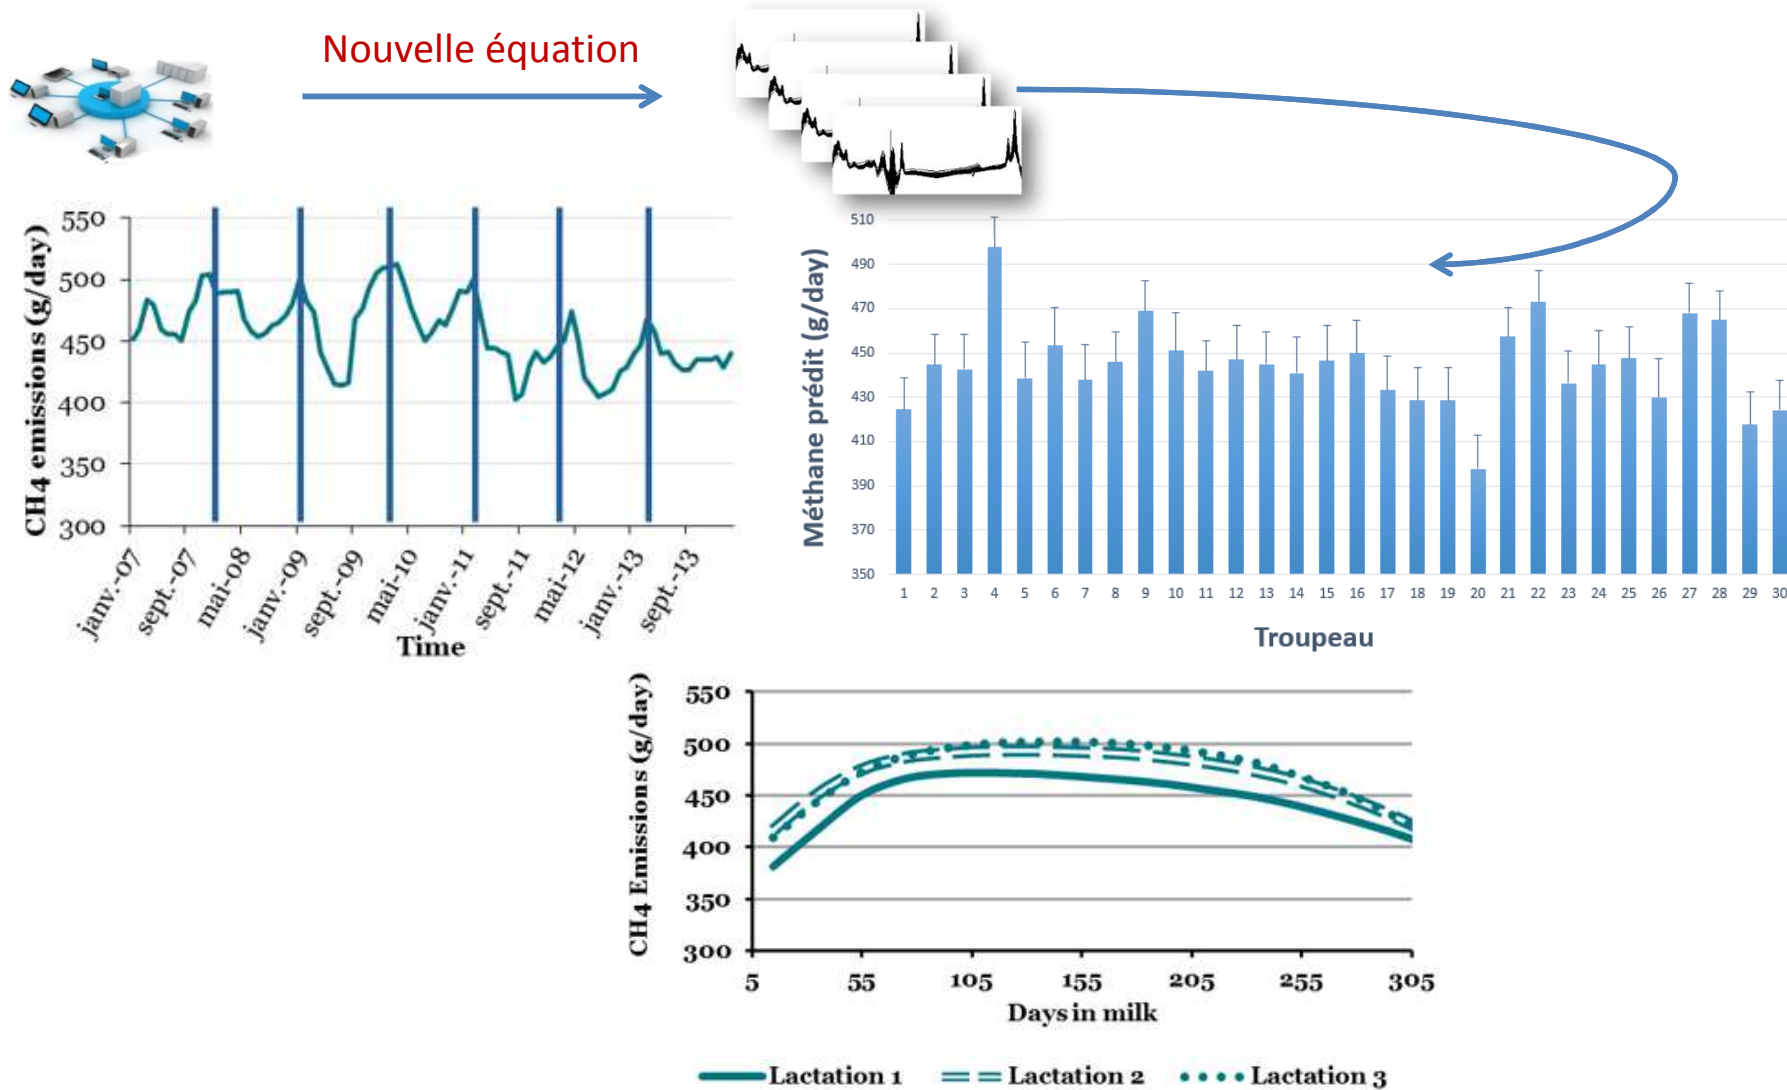 Nouvelle équation
CH4 emissions (g/day)
550
500
450
400
350
300
janv.-07
sept.-07
mai-08
janv.-09
sept.-09
mai-10
janv.-11
sept.-11
mai-12
janv.-13
sept.-13
Time
Méthane prédit (g/day)
510
490
470
450
430
410
390
370
350
1 2 3 4 5 6 7 8 9 10 11 12 13 14 15 16 17 18 19 20 21 22 23 24 25 26 27 28 29 30
Troupeau
CH4 Emissions (g/day)
550
500
450
400
350
300
5 55 105 155 205 255 305
Days in milk
Lactation 1 Lactation 2 Lactation 3